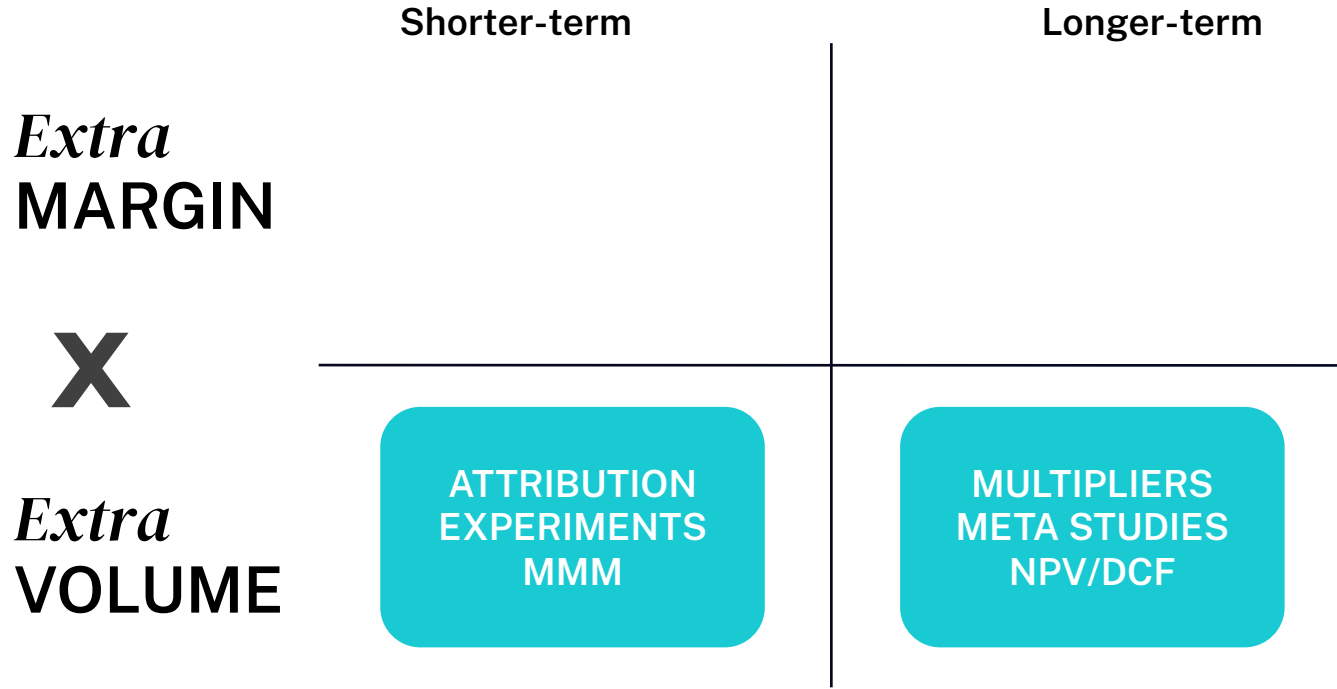 Shorter-term
Longer-term
Extra
MARGIN
X
Extra
VOLUME
ATTRIBUTION
EXPERIMENTS
MMM
MULTIPLIERS
META STUDIES
NPV/DCF